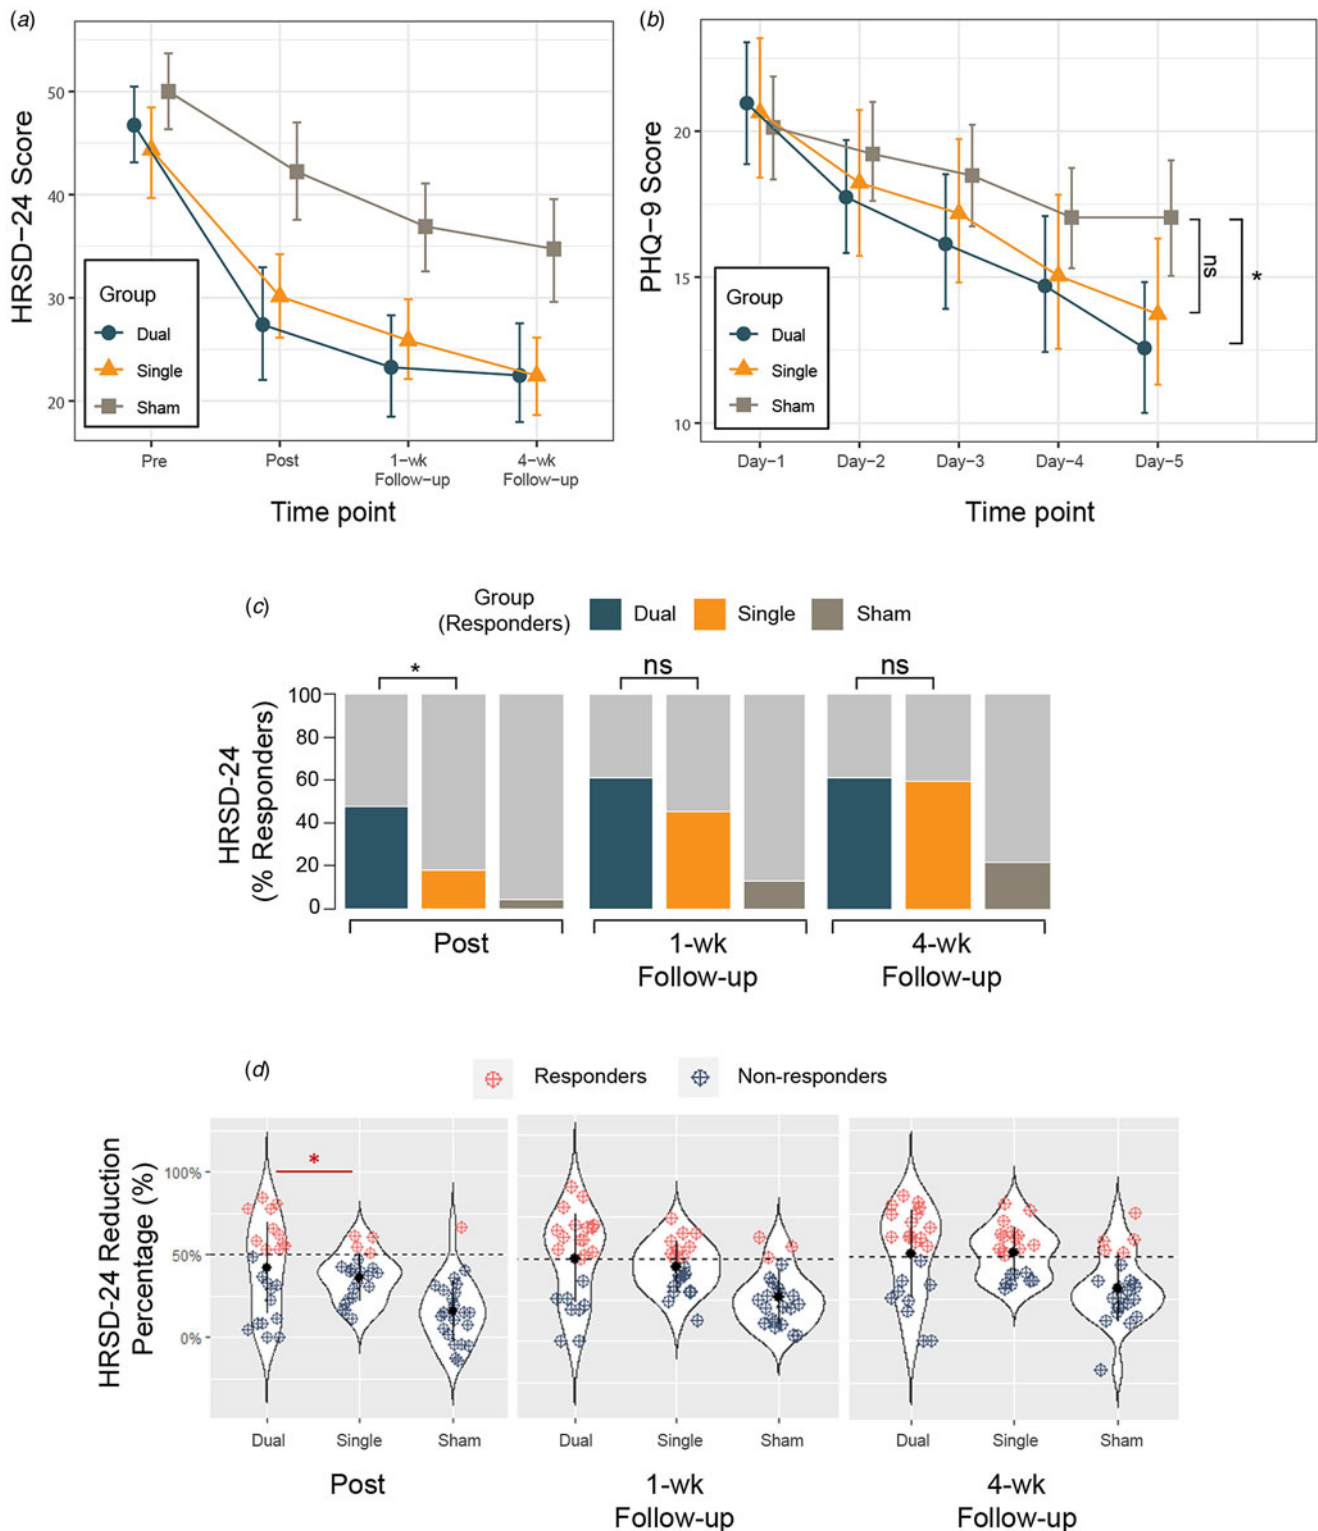 (a)
HRSD−24 Score
50
40
30
20
Group
Dual
Single
Sham
Pre
Post
1−wk
Follow−up
4−wk
Follow−up
Time point
(b)
PHQ−9 Score
20
15
10
Group
Dual
Single
Sham
ns
*
Day−1
Day−2
Day−3
Day−4
Day−5
Time point
(c)
Group
(Responders)
Dual
Single
Sham
HRSD-24
(% Responders)
100
80
60
40
20
0
*
ns
ns
Post
1-wk
Follow-up
4-wk
Follow-up
(d)
Responders
Non-responders
HRSD-24 Reduction
Percentage (%)
100%
50%
0%
*
Dual
Single
Sham
Dual
Single
Sham
Dual
Single
Sham
Post
1-wk
Follow-up
4-wk
Follow-up